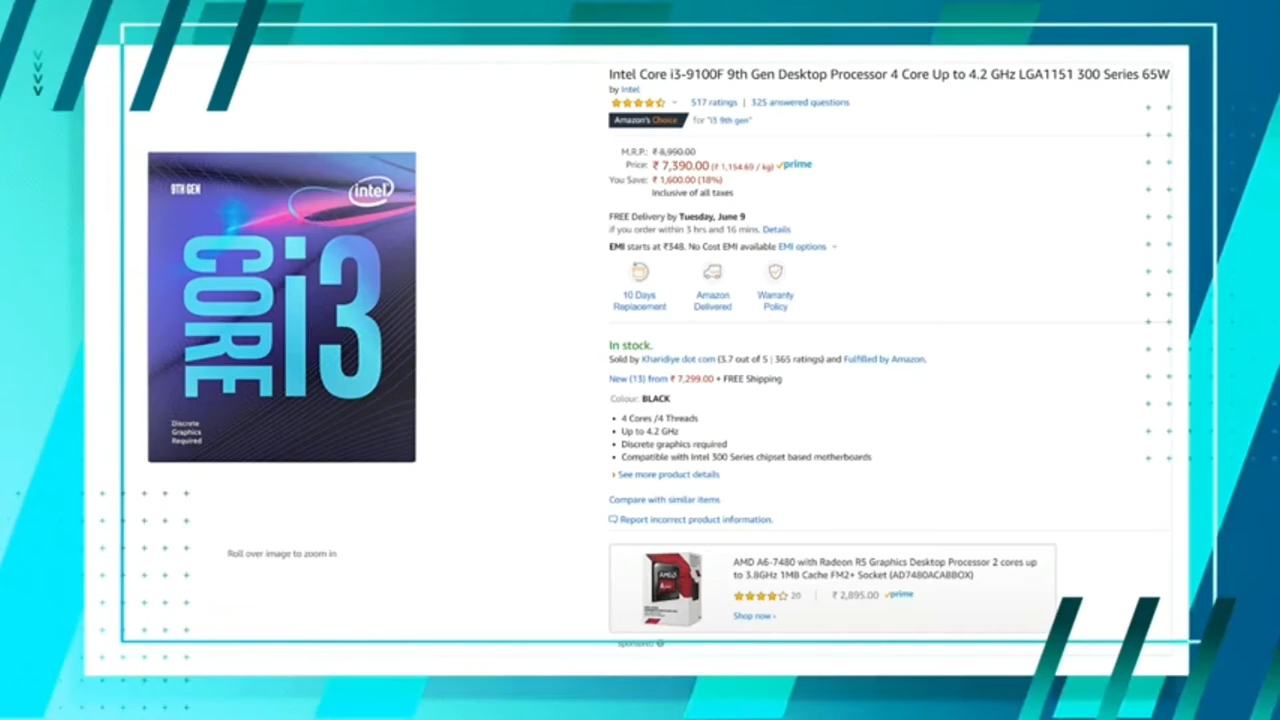 Intel Core i3-9100F 9th Gen Desktop Processor 4 Core Up to 4.2 GHz LGA1151 300 Series 65W
by Intel
517 ratings | 325 answered questions
Amazon's Choice for "i3 9th gen"
M.R.P.: ₹ 8,990.00
Price: ₹ 7,390.00 (₹ 1,154.69 / kg) prime
You Save: ₹ 1,600.00 (18%)
Inclusive of all taxes
FREE Delivery by Tuesday, June 9
if you order within 3 hrs and 16 mins. Details
EMI starts at ₹348. No Cost EMI available EMI options
10 Days Replacement
Amazon Delivered
Warranty Policy
In stock.
Sold by Kharidiye dot com (3.7 out of 5 | 365 ratings) and Fulfilled by Amazon.
New (13) from ₹ 7,299.00 + FREE Shipping
Colour: BLACK
• 4 Cores /4 Threads
• Up to 4.2 GHz
• Discrete graphics required
• Compatible with Intel 300 Series chipset based motherboards
See more product details
Compare with similar items
Report incorrect product information.
AMD A6-7480 with Radeon R5 Graphics Desktop Processor 2 cores up
to 3.8GHz 1MB Cache FM2+ Socket (AD7480ACABBOX)
20 | ₹ 2,895.00 prime
Shop now ›
Sponsored
9TH GEN
intel
CORE i3
Discrete
Graphics
Required
Roll over image to zoom in